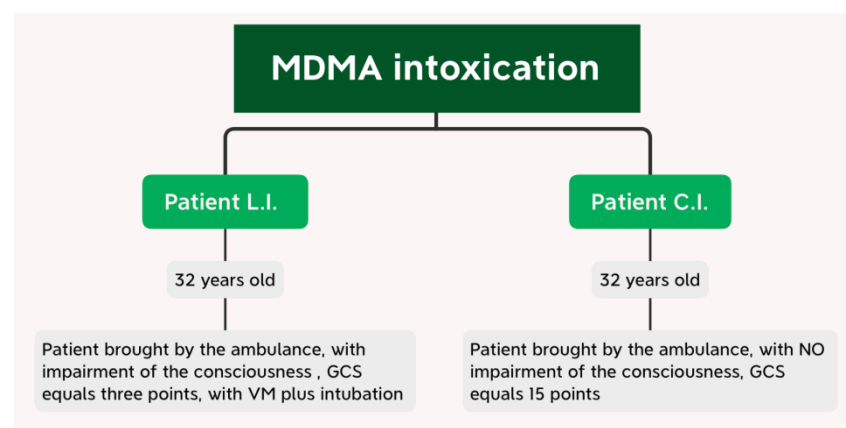 MDMA intoxication
Patient L.I.
Patient C.I.
32 years old
32 years old
Patient brought by the ambulance, with
impairment of the consciousness , GCS
equals three points, with VM plus intubation
Patient brought by the ambulance, with NO
impairment of the consciousness, GCS
equals 15 points